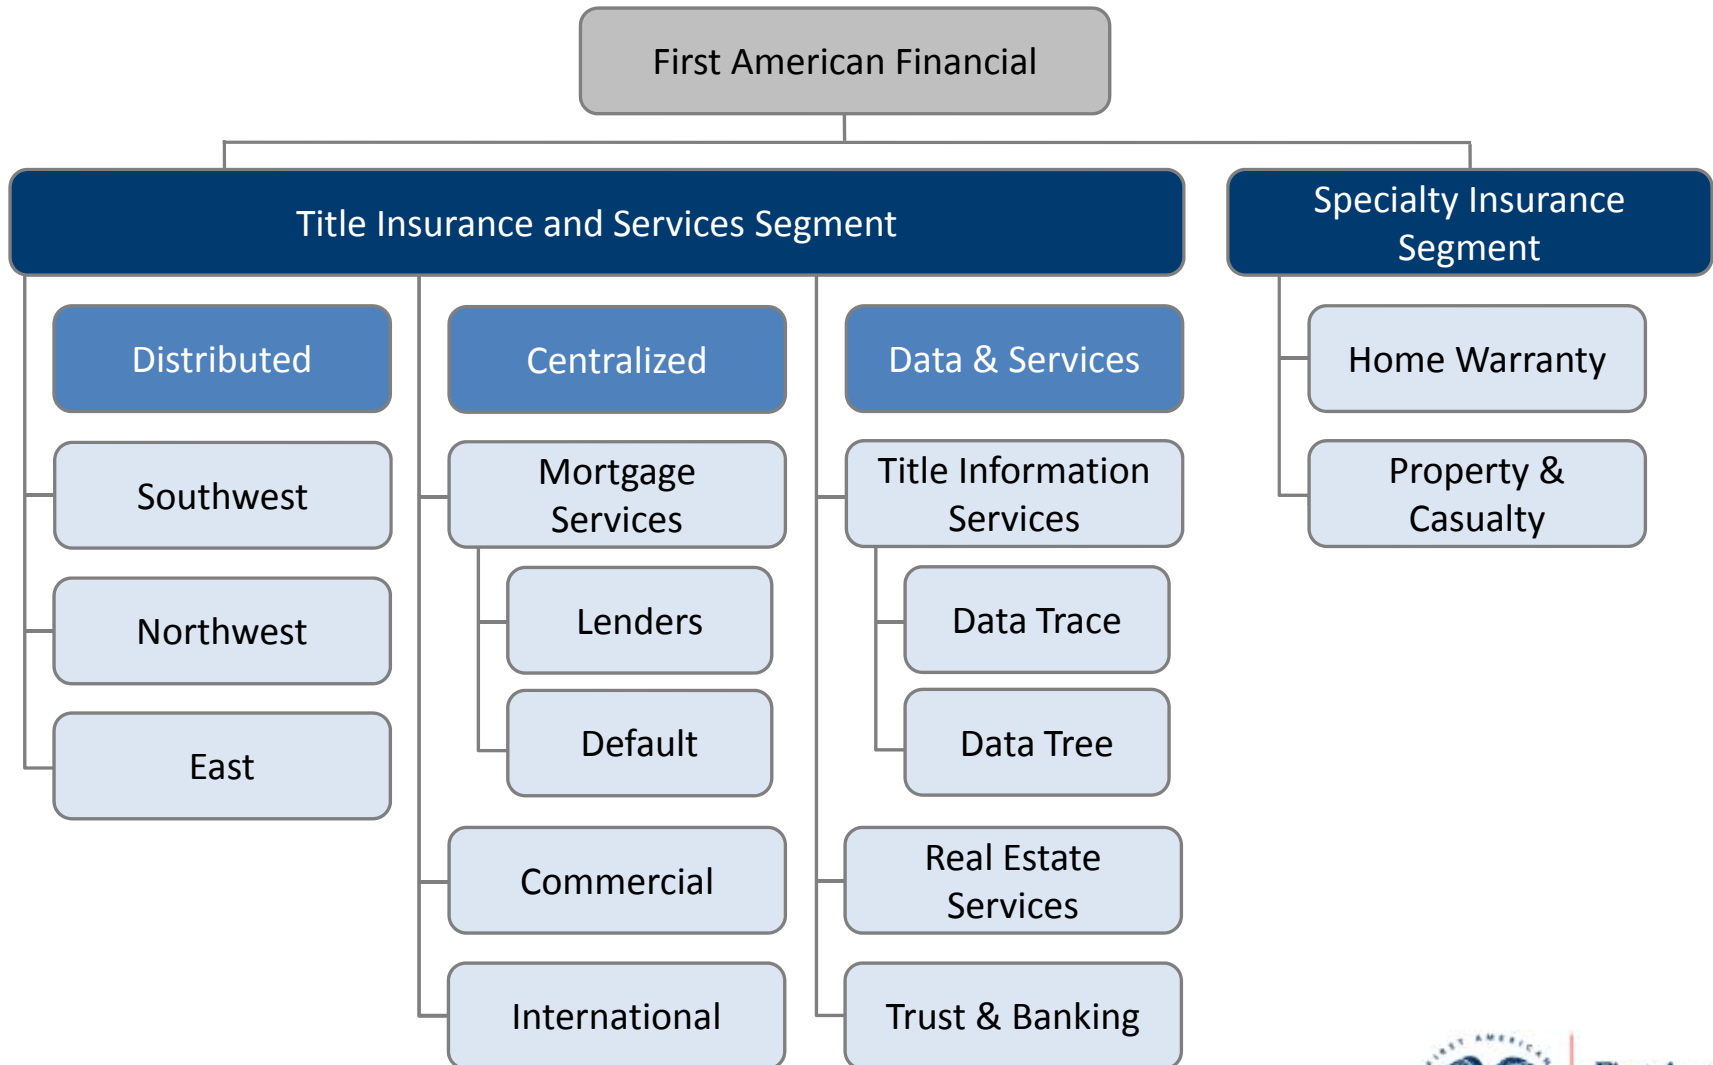 First American Financial
Title Insurance and Services Segment
Specialty Insurance
Segment
Distributed
Centralized
Data & Services
Home Warranty
Southwest
Mortgage
Services
Title Information
Services
Property &
Casualty
Northwest
Lenders
Data Trace
East
Default
Data Tree
Commercial
Real Estate
Services
International
Trust & Banking
FIRST AMERICAN